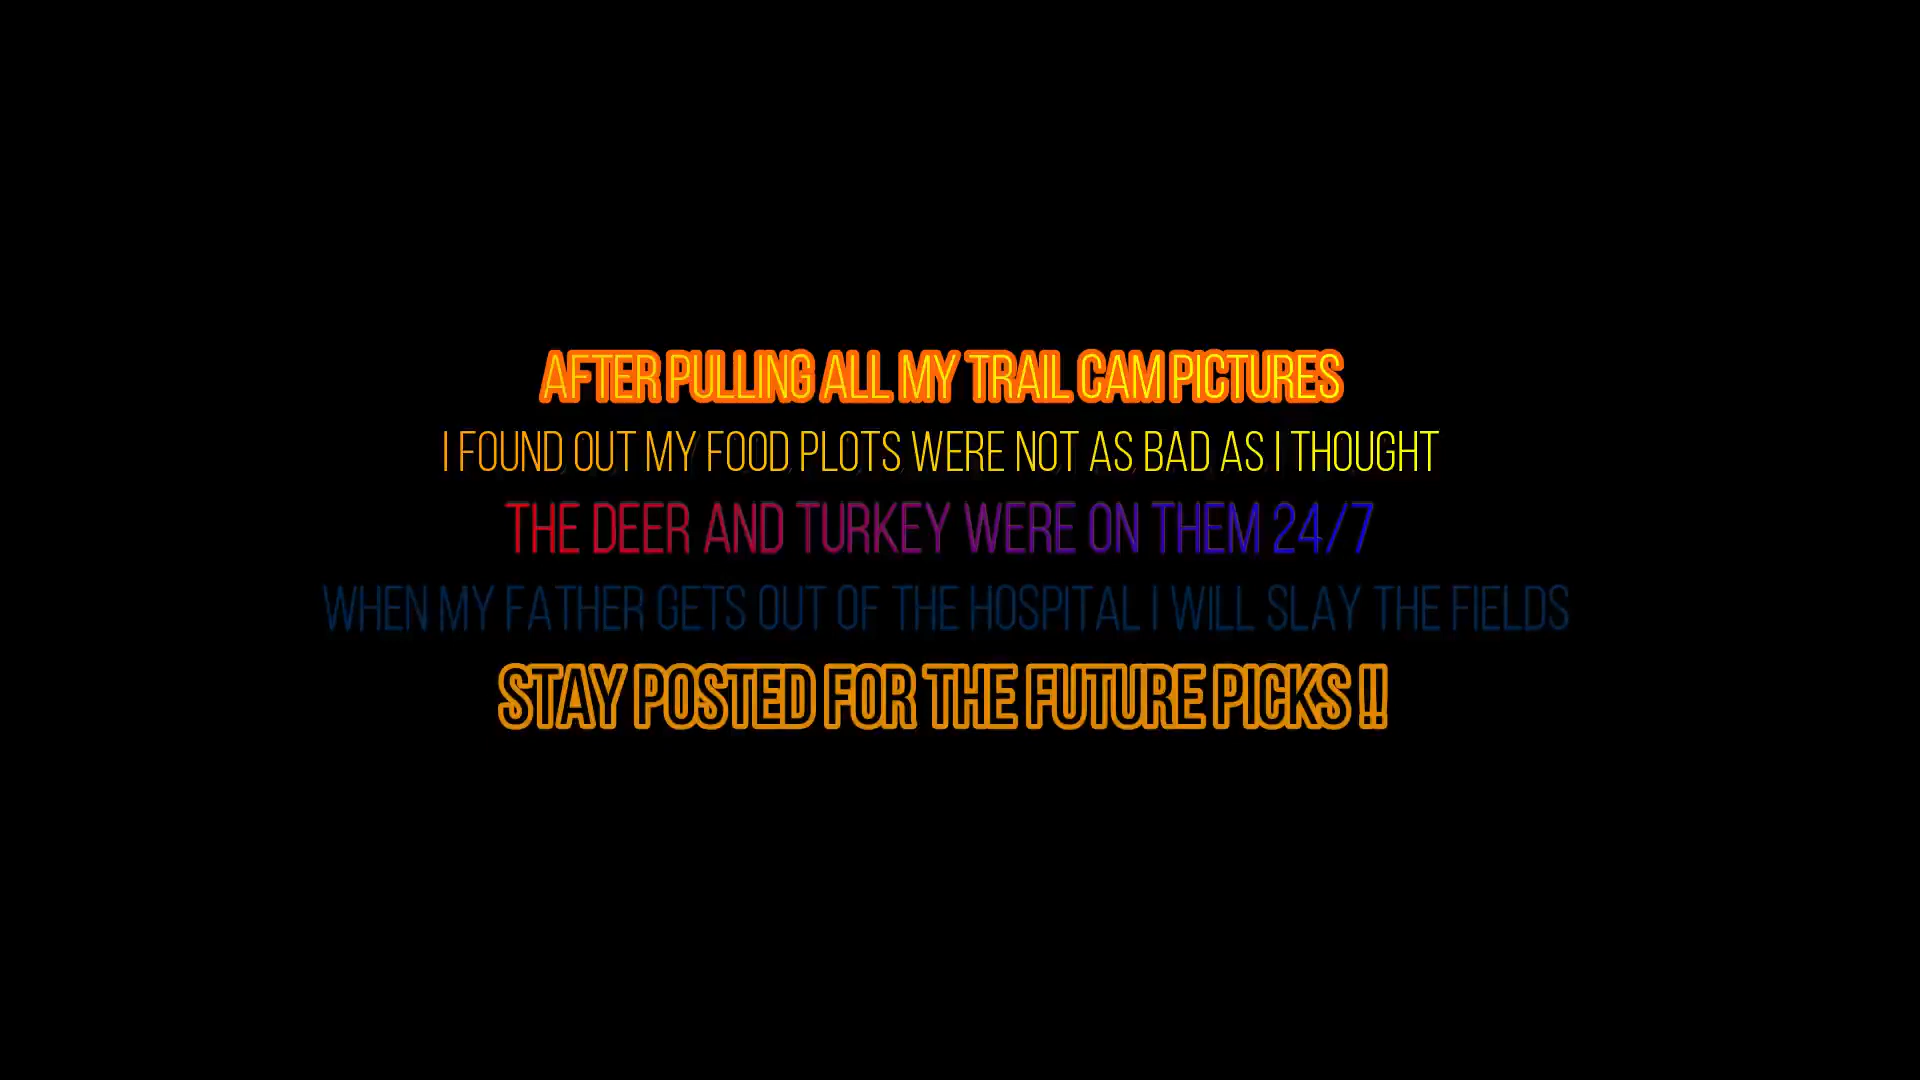 AFTER PULLING ALL MY TRAIL CAM PICTURES
I FOUND OUT MY FOOD PLOTS WERE NOT AS BAD AS I THOUGHT
THE DEER AND TURKEY WERE ON THEM 24/7
WHEN MY FATHER GETS OUT OF THE HOSPITAL I WILL SLAY THE FIELDS
STAY POSTED FOR THE FUTURE PICKS !!